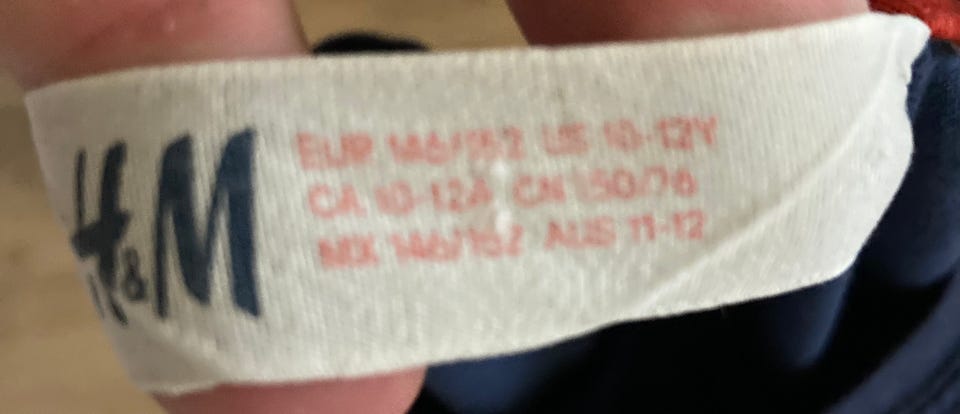 H&M
EUR 146/152 US 10-12Y
CA 10-12A CN 150/76
MX 146/152 AUS 11-12